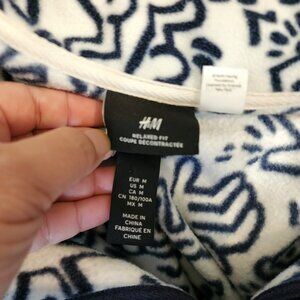 H&M
RELAXED FIT
COUPE DÉCONTRACTÉE
EUR M
US M
CA M
CN 180/100A
MX M
MADE IN
CHINA
FABRIQUÉ EN
CHINE